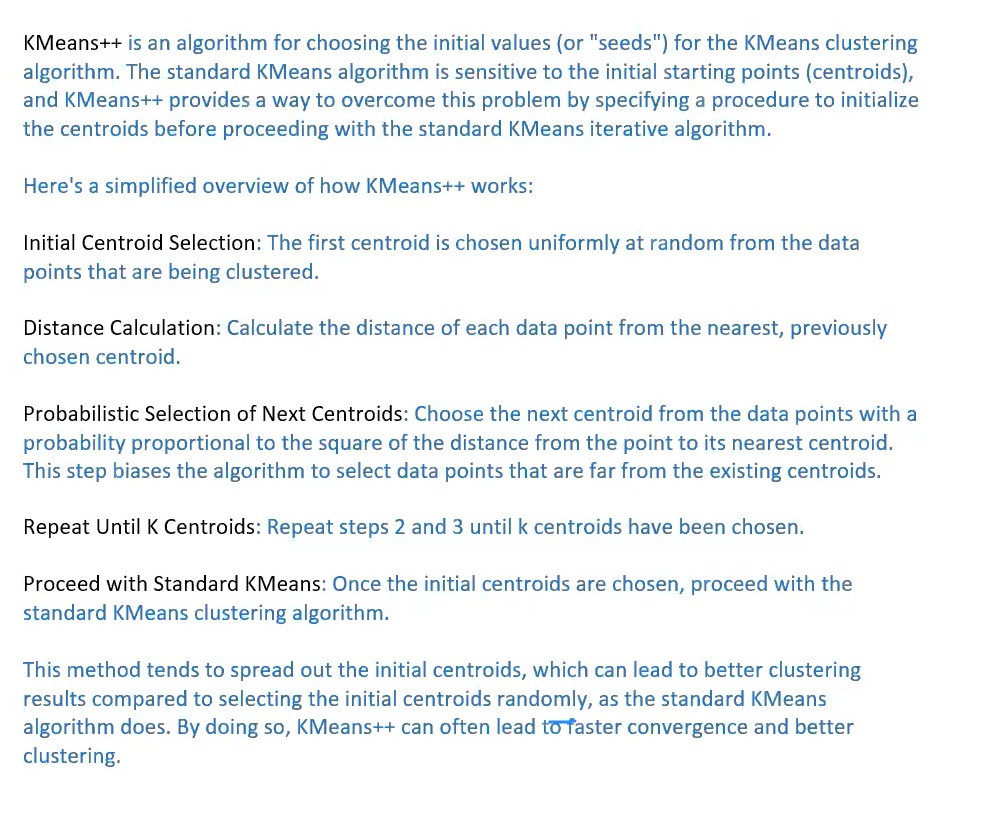 KMeans++ is an algorithm for choosing the initial values (or "seeds") for the KMeans clustering
algorithm. The standard KMeans algorithm is sensitive to the initial starting points (centroids),
and KMeans++ provides a way to overcome this problem by specifying a procedure to initialize
the centroids before proceeding with the standard KMeans iterative algorithm.
Here's a simplified overview of how KMeans++ works:
Initial Centroid Selection: The first centroid is chosen uniformly at random from the data
points that are being clustered.
Distance Calculation: Calculate the distance of each data point from the nearest, previously
chosen centroid.
Probabilistic Selection of Next Centroids: Choose the next centroid from the data points with a
probability proportional to the square of the distance from the point to its nearest centroid.
This step biases the algorithm to select data points that are far from the existing centroids.
Repeat Until K Centroids: Repeat steps 2 and 3 until k centroids have been chosen.
Proceed with Standard KMeans: Once the initial centroids are chosen, proceed with the
standard KMeans clustering algorithm.
This method tends to spread out the initial centroids, which can lead to better clustering
results compared to selecting the initial centroids randomly, as the standard KMeans
algorithm does. By doing so, KMeans++ can often lead to faster convergence and better
clustering.